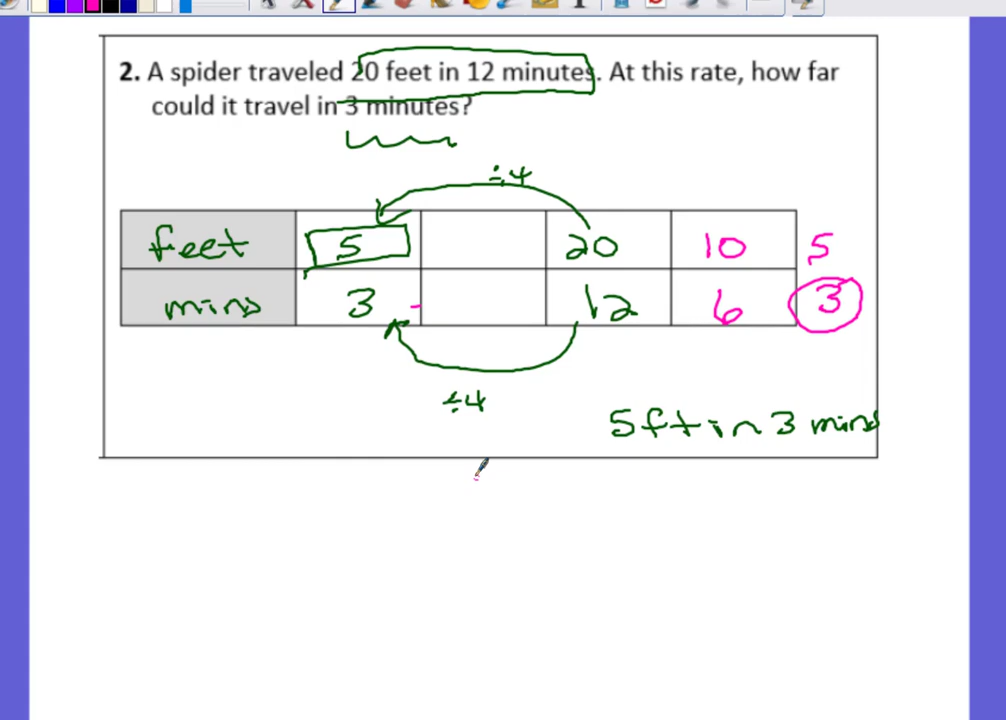 2. A spider traveled 20 feet in 12 minutes. At this rate, how far
could it travel in 3 minutes?
÷4
feet 5 20 10 5
mins 3 12 6 3
÷4
5ft in 3 mins